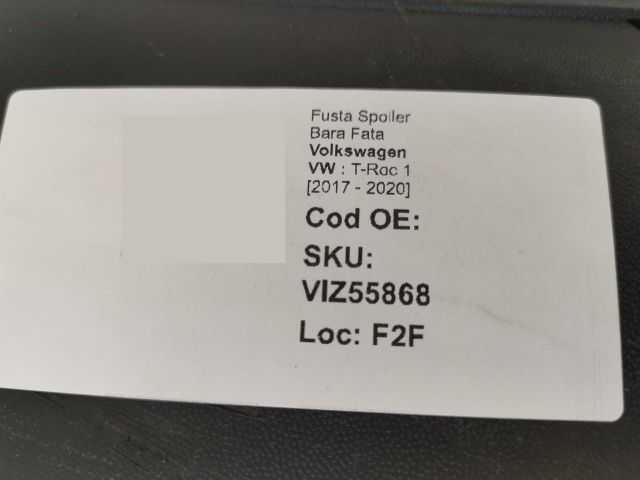 Fusta Spoiler
Bara Fata
Volkswagen
VW : T-Roc 1
[2017 - 2020]
Cod OE:
SKU:
VIZ55868
Loc: F2F